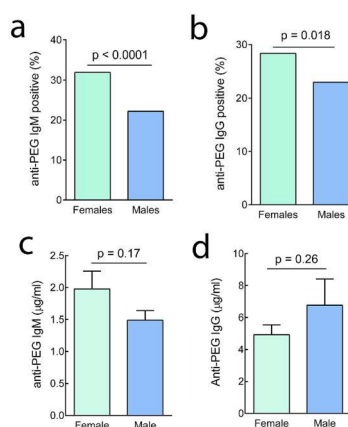 a
anti-PEG IgM positive (%)
40
30
20
10
0
p < 0.0001
Females Males
b
anti-PEG IgG positive (%)
30
20
10
0
p = 0.018
Females Males
c
anti-PEG IgM (µg/ml)
2.5
2.0
1.5
1.0
0.5
0.0
p = 0.17
Female Male
d
Anti-PEG IgG (µg/ml)
10
8
6
4
2
0
p = 0.26
Female Male